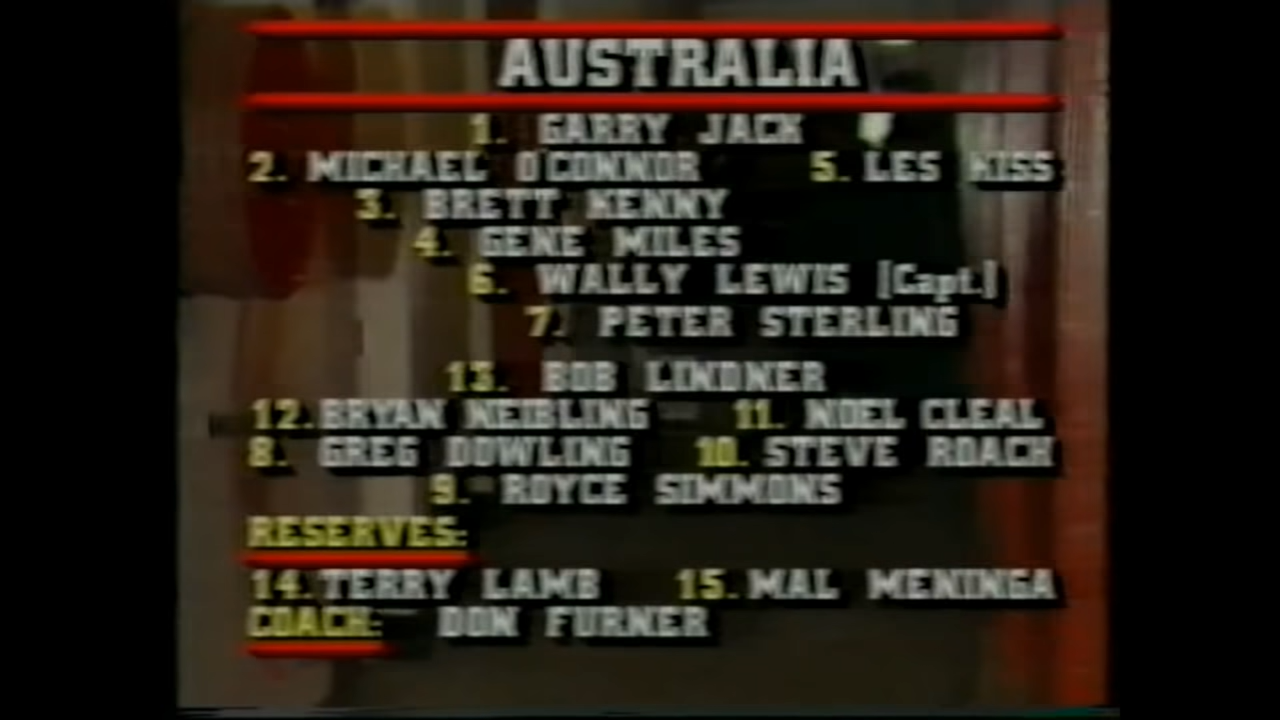 AUSTRALIA
1. GARRY JACK
2. MICHAEL O'CONNOR 5. LES KISS
3. BRETT KENNY
4. GENE MILES
6. WALLY LEWIS [Capt.]
7. PETER STERLING
13. BOB LINDNER
12. BRYAN NEIBLING 11. NOEL CLEAL
8. GREG DOWLING 10. STEVE ROACH
9. ROYCE SIMMONS
RESERVES:
14. TERRY LAMB 15. MAL MENINGA
COACH: DON FURNER